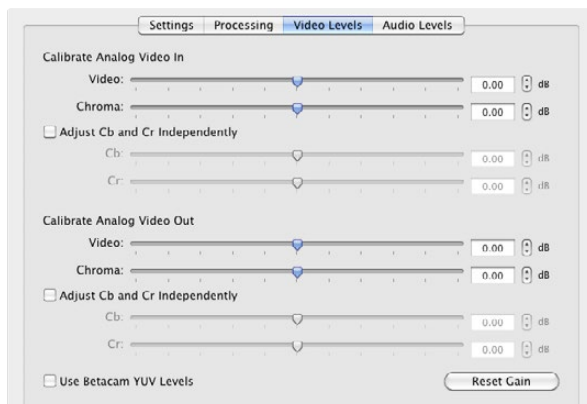 Settings Processing Video Levels Audio Levels
Calibrate Analog Video In
Video: 0.00 dB
Chroma: 0.00 dB
Adjust Cb and Cr Independently
Cb: 0.00 dB
Cr: 0.00 dB
Calibrate Analog Video Out
Video: 0.00 dB
Chroma: 0.00 dB
Adjust Cb and Cr Independently
Cb: 0.00 dB
Cr: 0.00 dB
Use Betacam YUV Levels Reset Gain